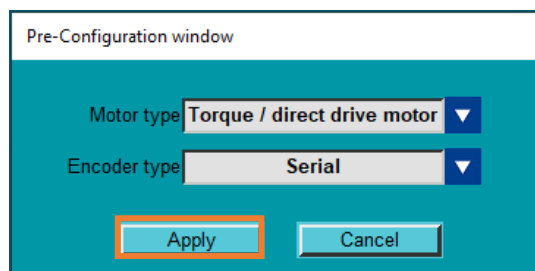 Pre-Configuration window
Motor type Torque / direct drive motor
Encoder type Serial
Apply Cancel